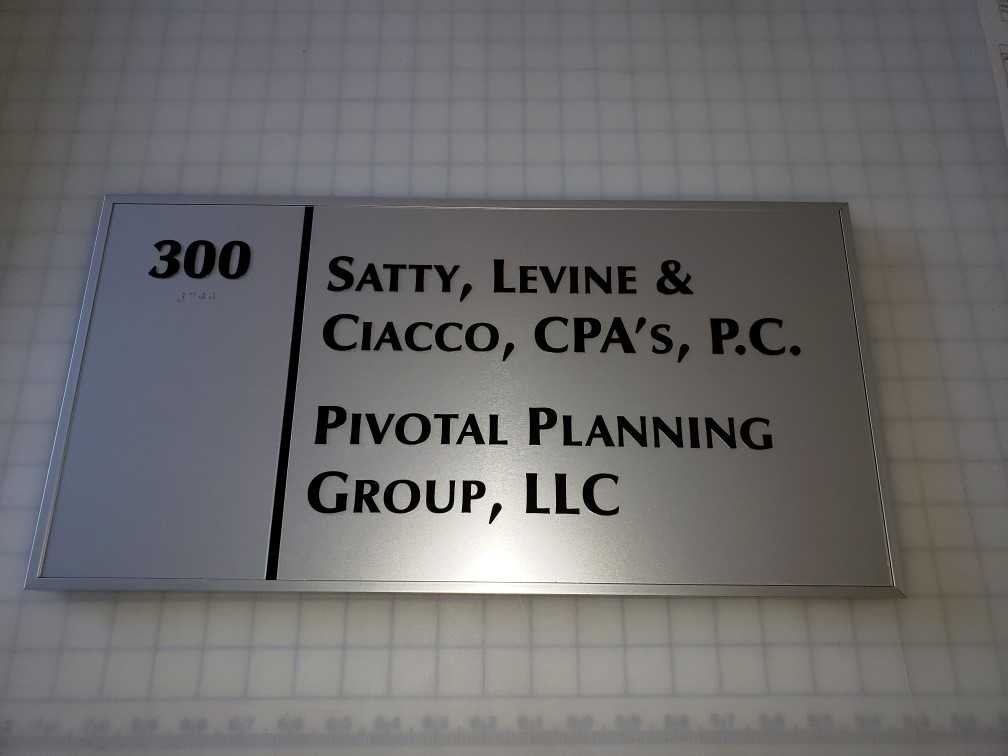 300
SATTY, LEVINE &
CIACCO, CPA'S, P.C.
PIVOTAL PLANNING
GROUP, LLC